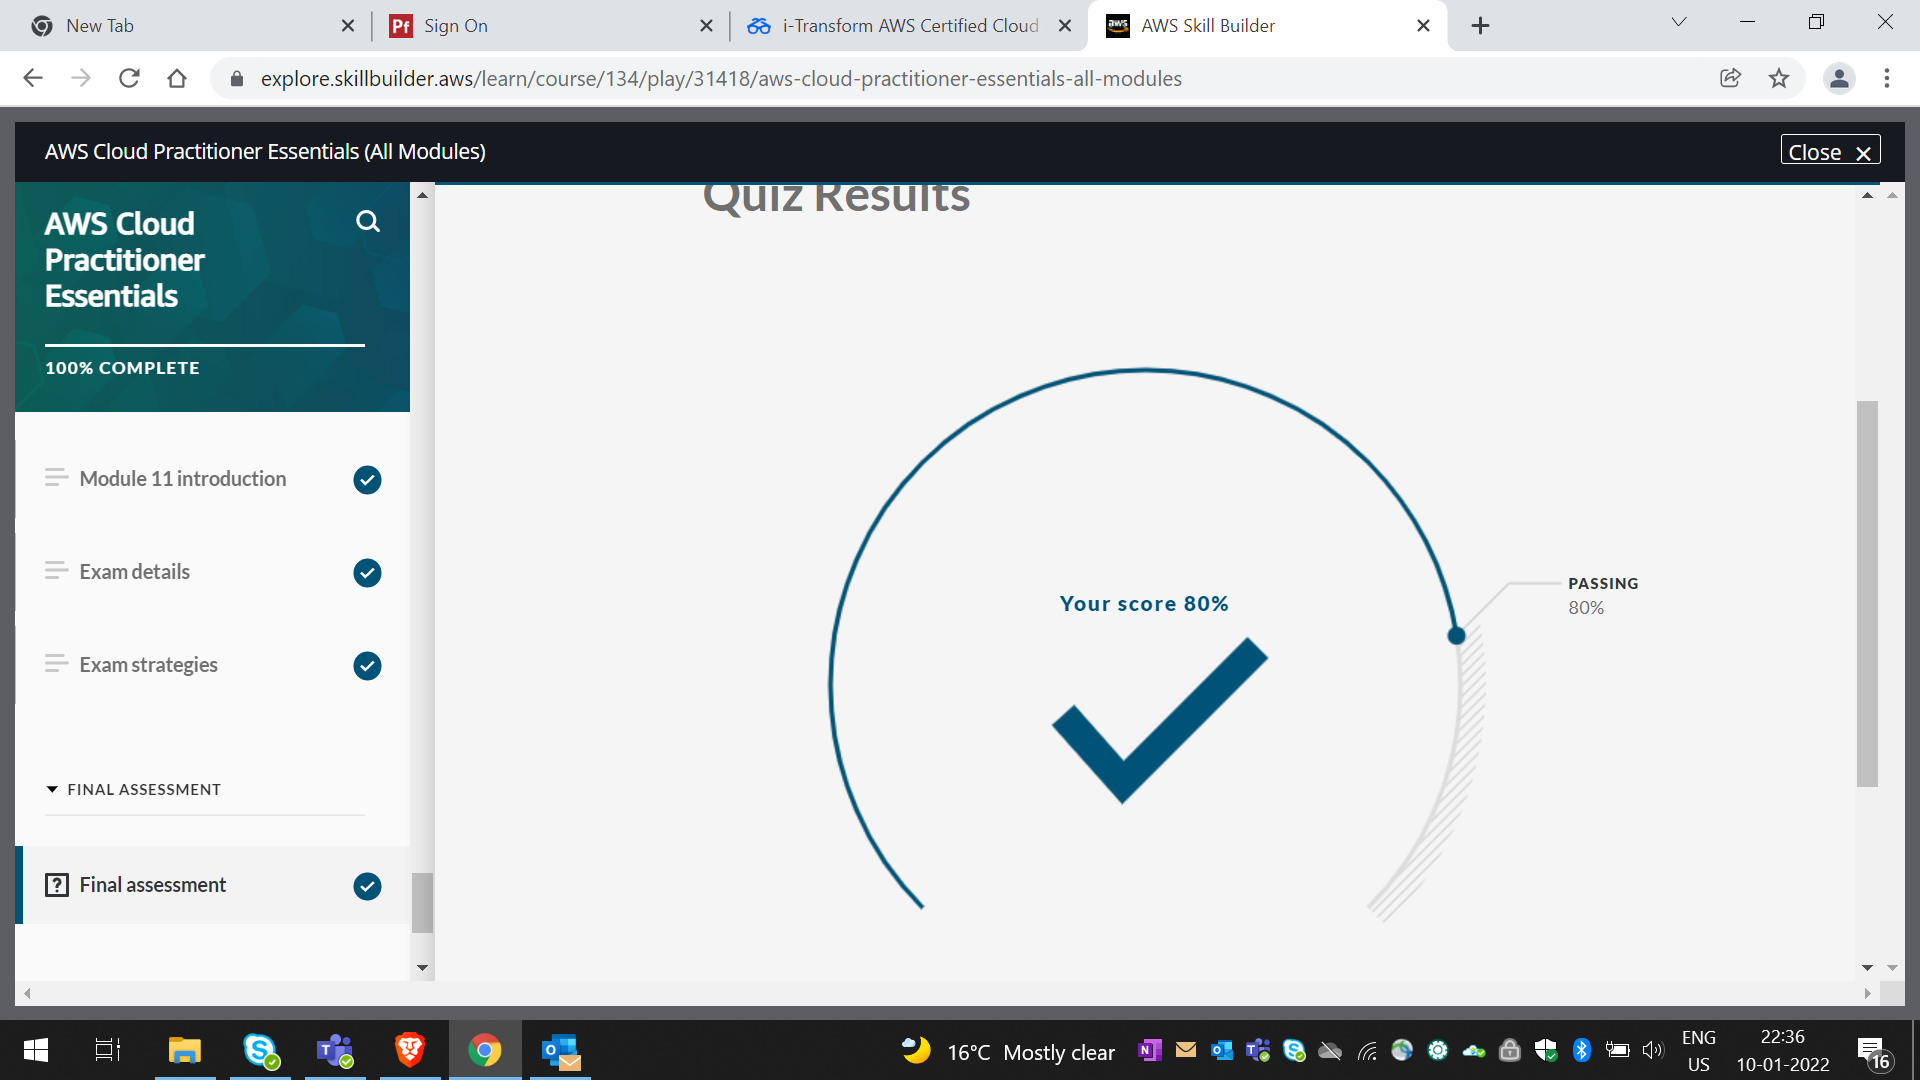 New Tab
Sign On
i-Transform AWS Certified Cloud
AWS Skill Builder
explore.skillbuilder.aws/learn/course/134/play/31418/aws-cloud-practitioner-essentials-all-modules
AWS Cloud Practitioner Essentials (All Modules)
Close
AWS Cloud
Practitioner
Essentials
100% COMPLETE
Module 11 introduction
Exam details
Exam strategies
FINAL ASSESSMENT
Final assessment
Quiz Results
Your score 80%
PASSING
80%
16°C Mostly clear
ENG
US
22:36
10-01-2022
16